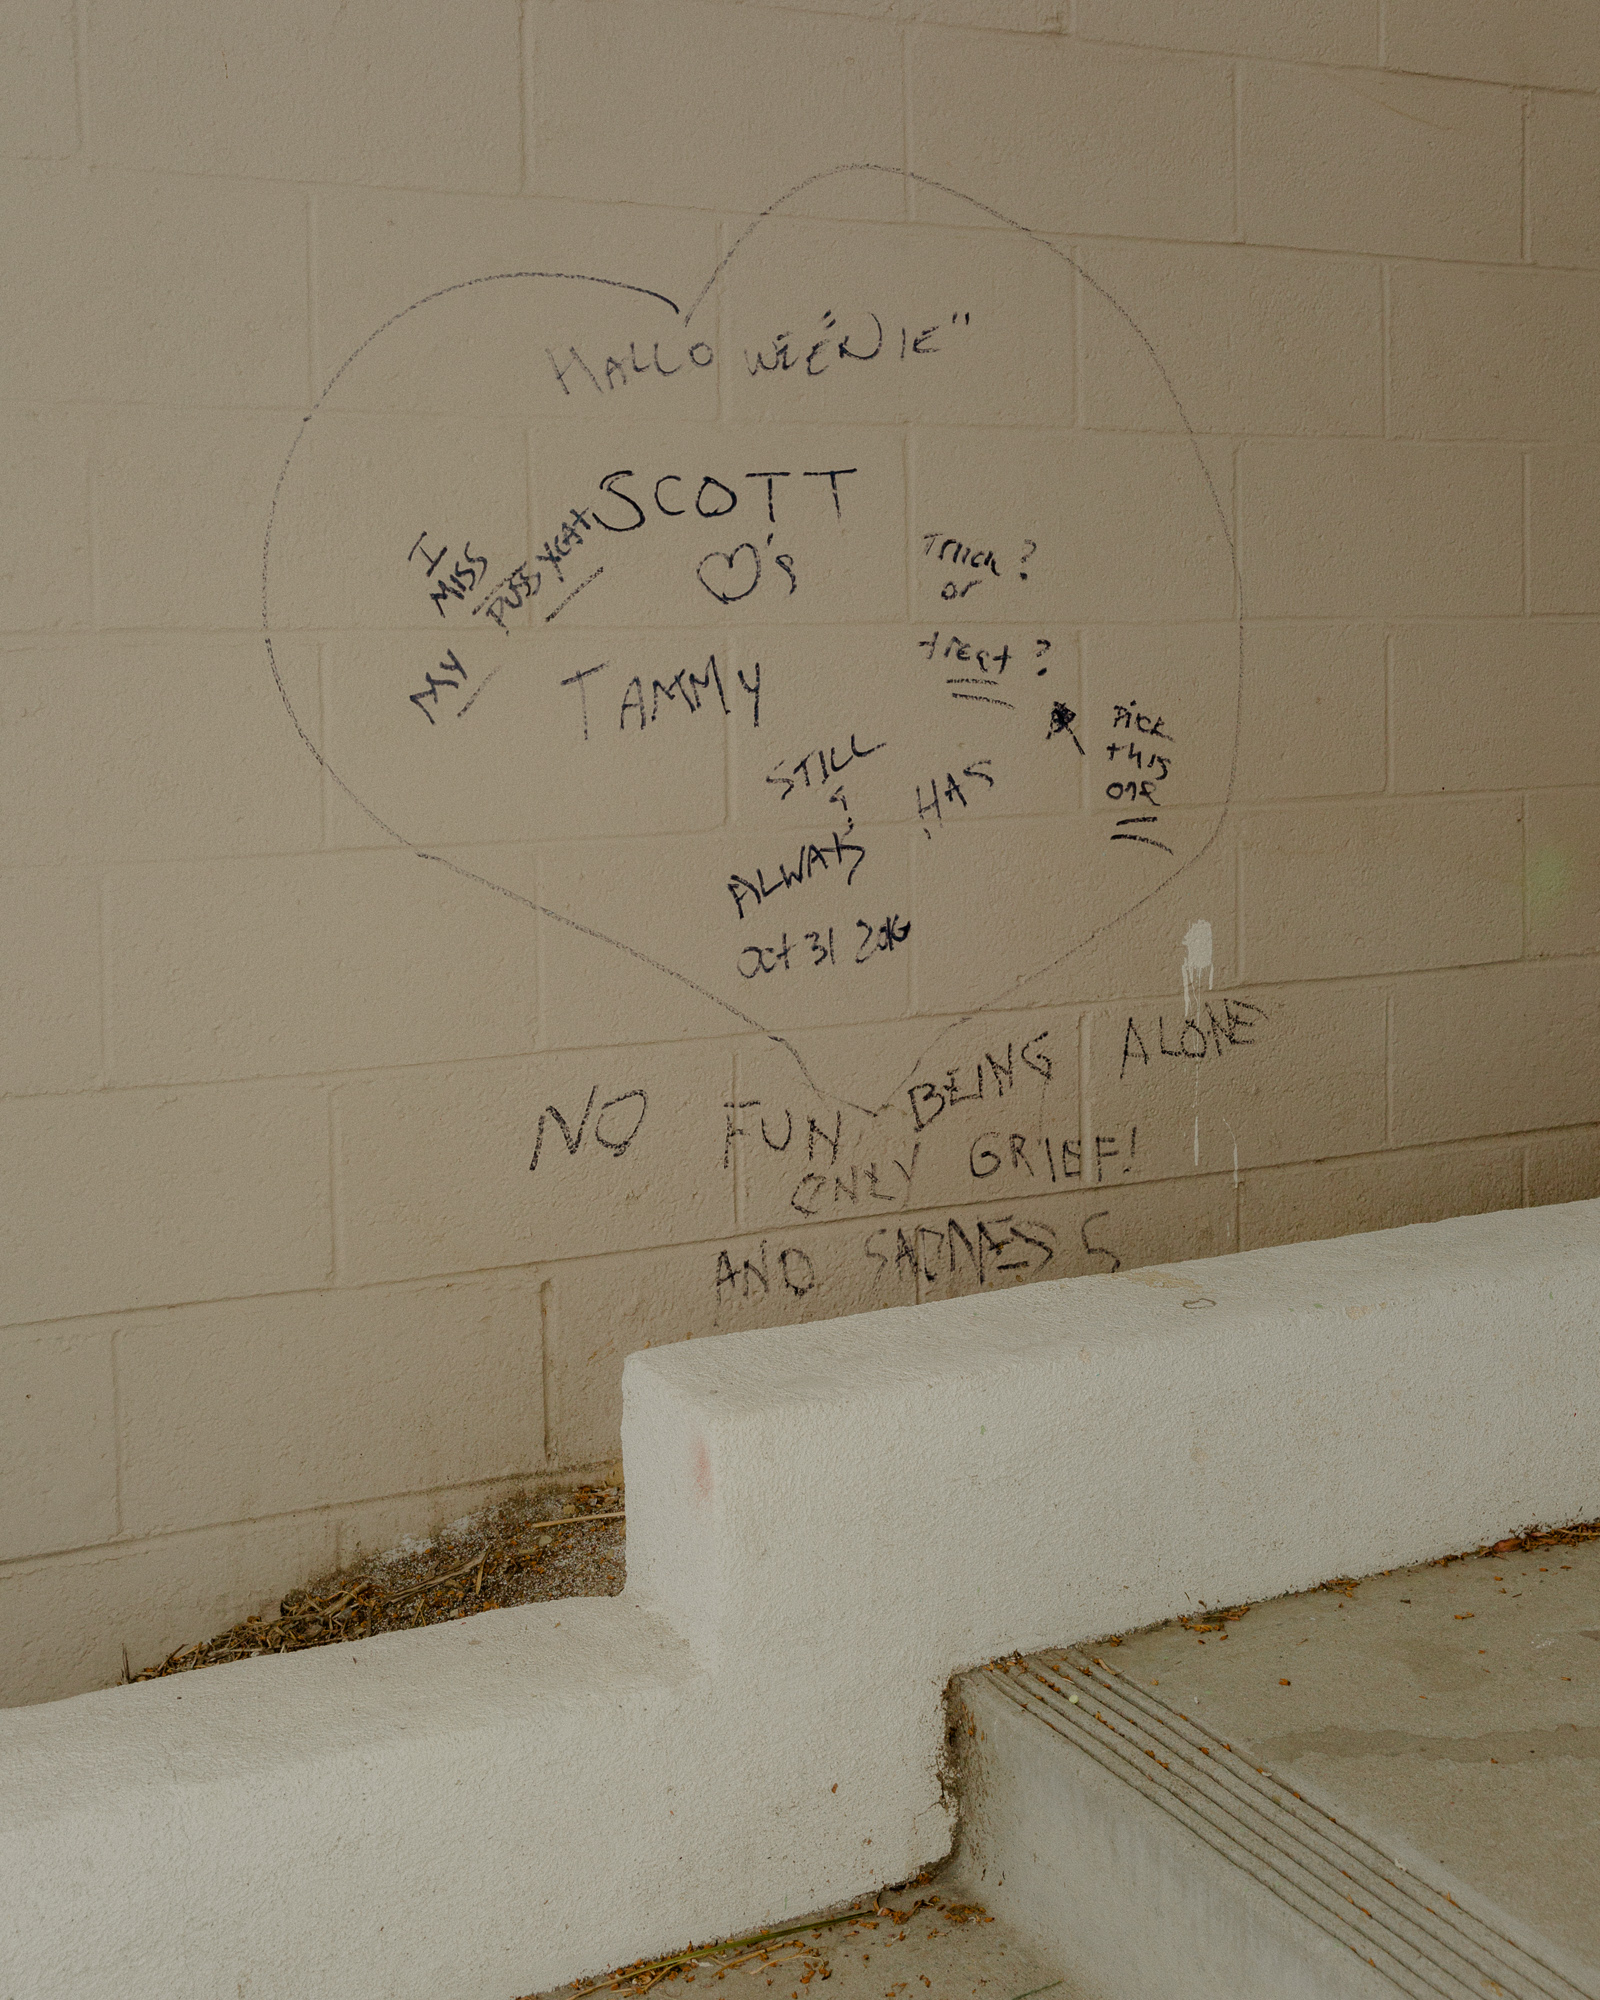 HALLOWEENIE"
SCOTT
♡'s
TAMMY
I
MISS
MY PUSSYCAT
Trick?
or
treat?
Pick
this
one
STILL
HAS
ALWAYS
Oct 31 2016
NO FUN BEING ALONE
ONLY GRIEF!
AND SADNESS